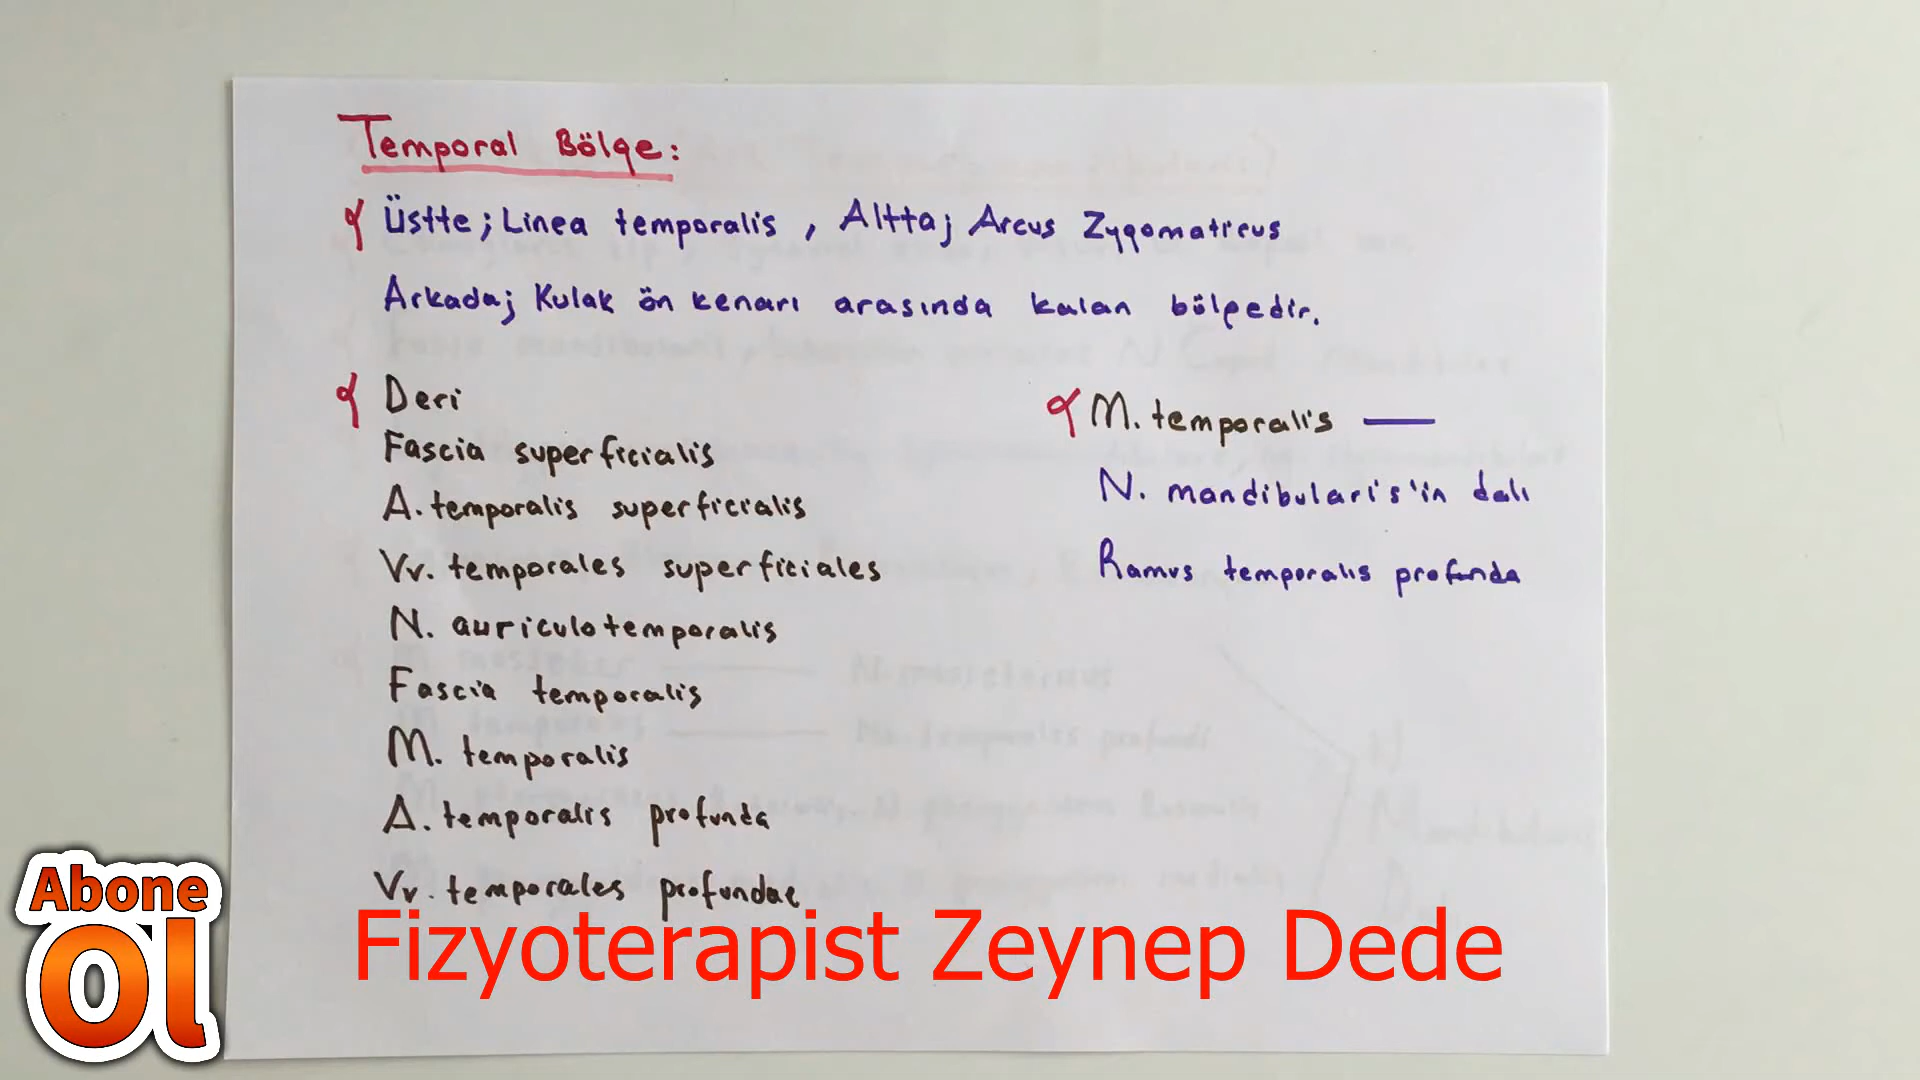 Temporal Bölge:
Üstte; Linea temporalis, Altta; Arcus Zygomaticus
Arkada; Kulak ön kenarı arasında kalan bölgedir.
Deri
Fascia superficialis
A. temporalis superficialis
Vv. temporales superficiales
N. auriculotemporalis
Fascia temporalis
M. temporalis
A. temporalis profunda
Vv. temporales profundae
M. temporalis —
N. mandibularis'in dalı
Ramus temporalis profunda
Abone
Ol
Fizyoterapist Zeynep Dede